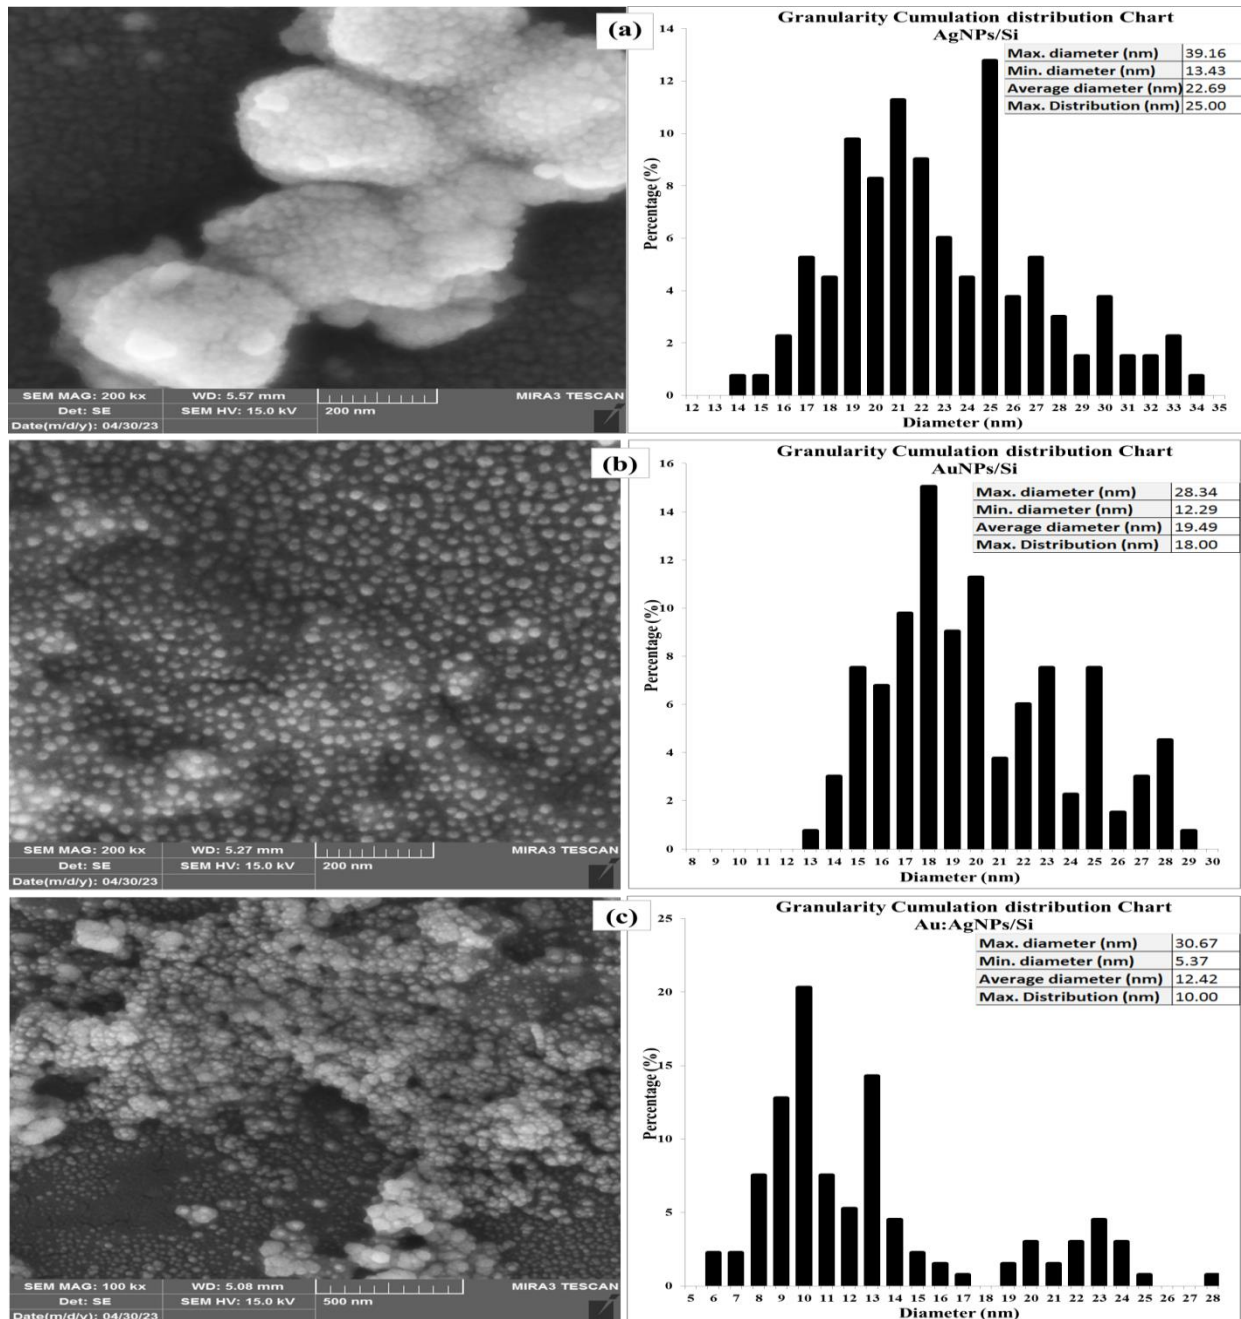 (a)
SEM MAG: 200 kx WD: 5.57 mm MIRA3 TESCAN
Det: SE SEM HV: 15.0 kV 200 nm
Date(m/d/y): 04/30/23
Granularity Cumulation distribution Chart
AgNPs/Si
Max. diameter (nm) 39.16
Min. diameter (nm) 13.43
Average diameter (nm) 22.69
Max. Distribution (nm) 25.00
Percentage (%)
14
12
10
8
6
4
2
0
12 13 14 15 16 17 18 19 20 21 22 23 24 25 26 27 28 29 30 31 32 33 34 35
Diameter (nm)
(b)
SEM MAG: 200 kx WD: 5.27 mm MIRA3 TESCAN
Det: SE SEM HV: 15.0 kV 200 nm
Date(m/d/y): 04/30/23
Granularity Cumulation distribution Chart
AuNPs/Si
Max. diameter (nm) 28.34
Min. diameter (nm) 12.29
Average diameter (nm) 19.49
Max. Distribution (nm) 18.00
Percentage (%)
16
14
12
10
8
6
4
2
0
8 9 10 11 12 13 14 15 16 17 18 19 20 21 22 23 24 25 26 27 28 29 30
Diameter (nm)
(c)
SEM MAG: 100 kx WD: 5.08 mm MIRA3 TESCAN
Det: SE SEM HV: 15.0 kV 500 nm
Date(m/d/y): 04/30/23
Granularity Cumulation distribution Chart
Au:AgNPs/Si
Max. diameter (nm) 30.67
Min. diameter (nm) 5.37
Average diameter (nm) 12.42
Max. Distribution (nm) 10.00
Percentage (%)
25
20
15
10
5
0
5 6 7 8 9 10 11 12 13 14 15 16 17 18 19 20 21 22 23 24 25 26 27 28
Diameter (nm)